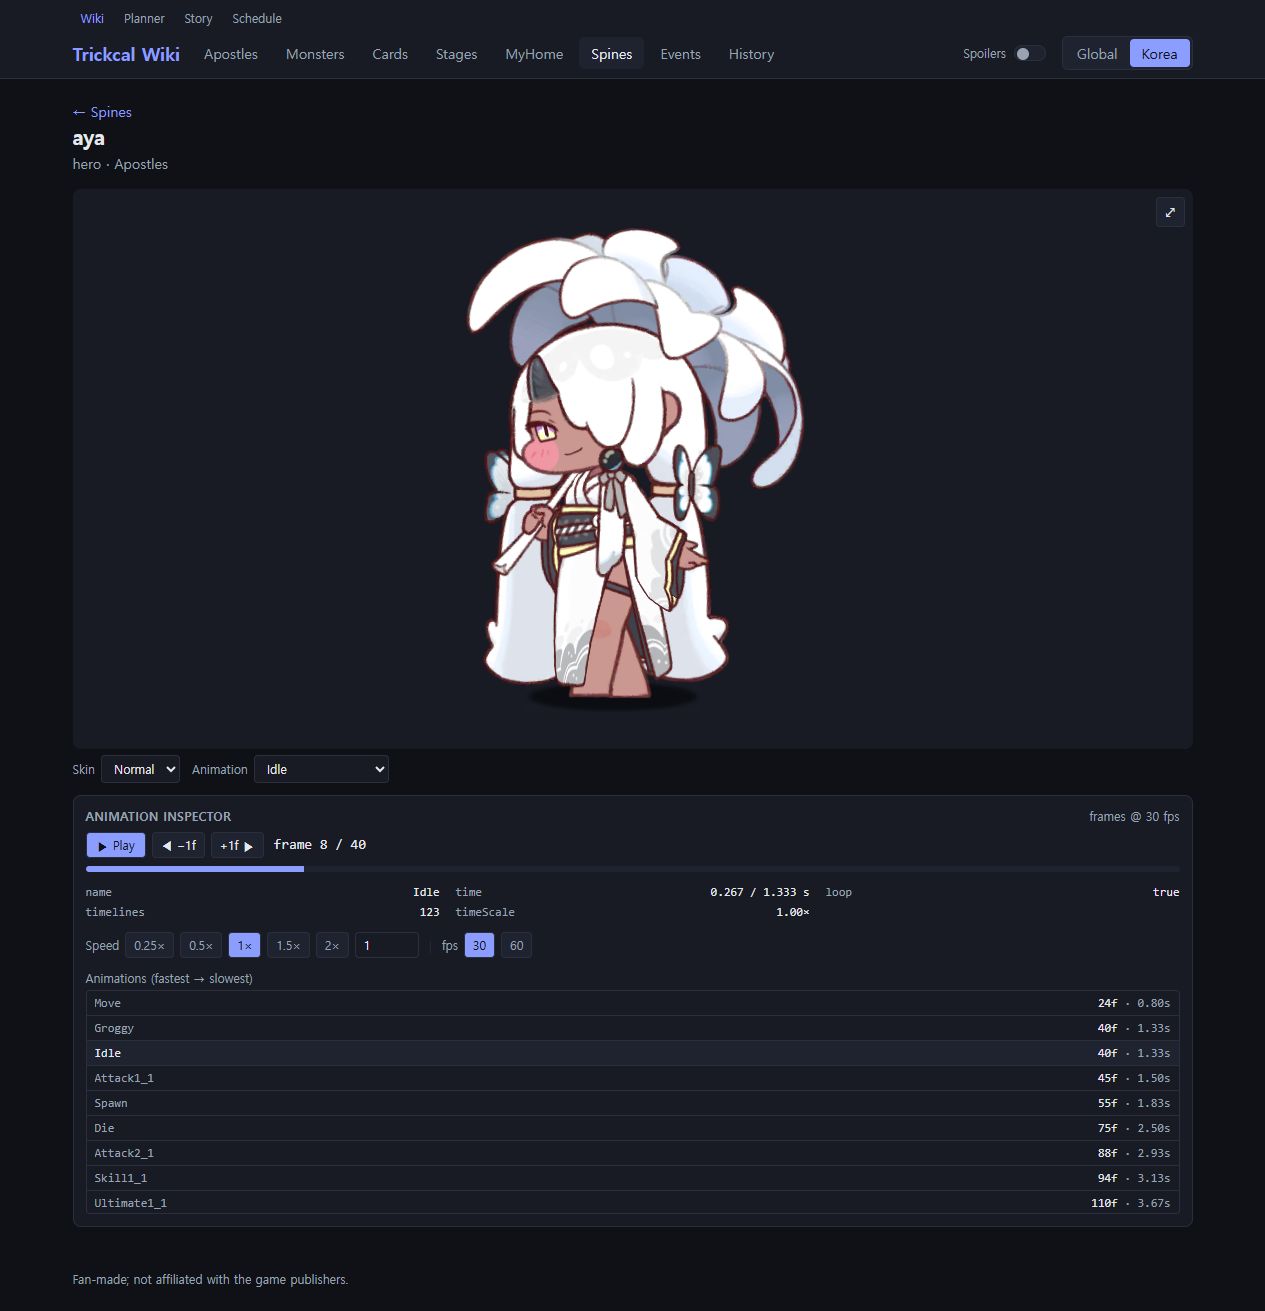 Wiki Planner Story Schedule
Trickcal Wiki Apostles Monsters Cards Stages MyHome Spines Events History Spoilers Global Korea
← Spines
aya
hero · Apostles
⤢
Skin Normal Animation Idle
ANIMATION INSPECTOR frames @ 30 fps
▶ Play ◀ −1f +1f ▶ frame 8 / 40
name Idle time 0.267 / 1.333 s loop true
timelines 123 timeScale 1.00×
Speed 0.25× 0.5× 1× 1.5× 2× 1 fps 30 60
Animations (fastest → slowest)
Move 24f · 0.80s
Groggy 40f · 1.33s
Idle 40f · 1.33s
Attack1_1 45f · 1.50s
Spawn 55f · 1.83s
Die 75f · 2.50s
Attack2_1 88f · 2.93s
Skill1_1 94f · 3.13s
Ultimate1_1 110f · 3.67s
Fan-made; not affiliated with the game publishers.